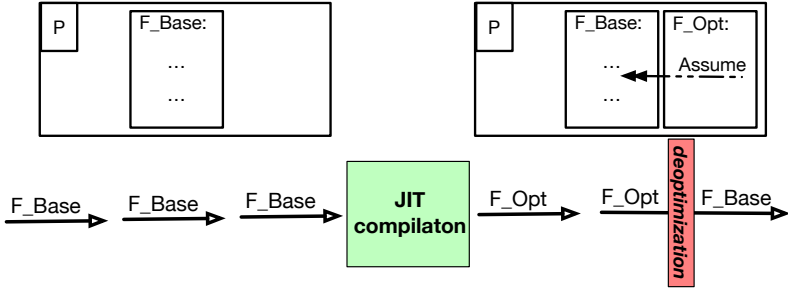 P
F_Base:
...
...
P
F_Base:
F_Opt:
...
Assume
...
F_Base
F_Base
F_Base
JIT
compilaton
F_Opt
F_Opt
deoptimization
F_Base